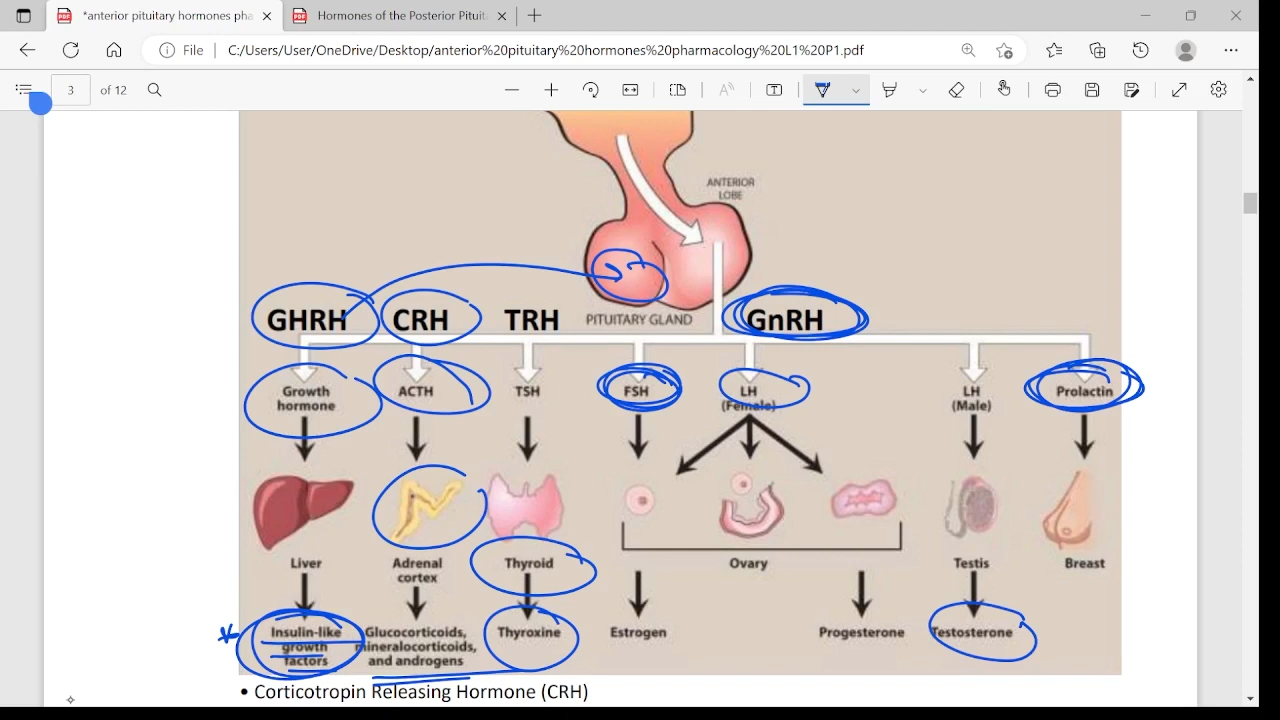 *anterior pituitary hormones pha
Hormones of the Posterior Pituit
File
C:/Users/User/OneDrive/Desktop/anterior%20pituitary%20hormones%20pharmacology%20L1%20P1.pdf
3 of 12
ANTERIOR
LOBE
PITUITARY GLAND
GHRH CRH TRH GnRH
Growth
hormone
ACTH
TSH
FSH
LH
(Female)
LH
(Male)
Prolactin
Liver
Adrenal
cortex
Thyroid
Ovary
Testis
Breast
Insulin-like
growth
factors
Glucocorticoids,
mineralocorticoids,
and androgens
Thyroxine
Estrogen
Progesterone
Testosterone
• Corticotropin Releasing Hormone (CRH)